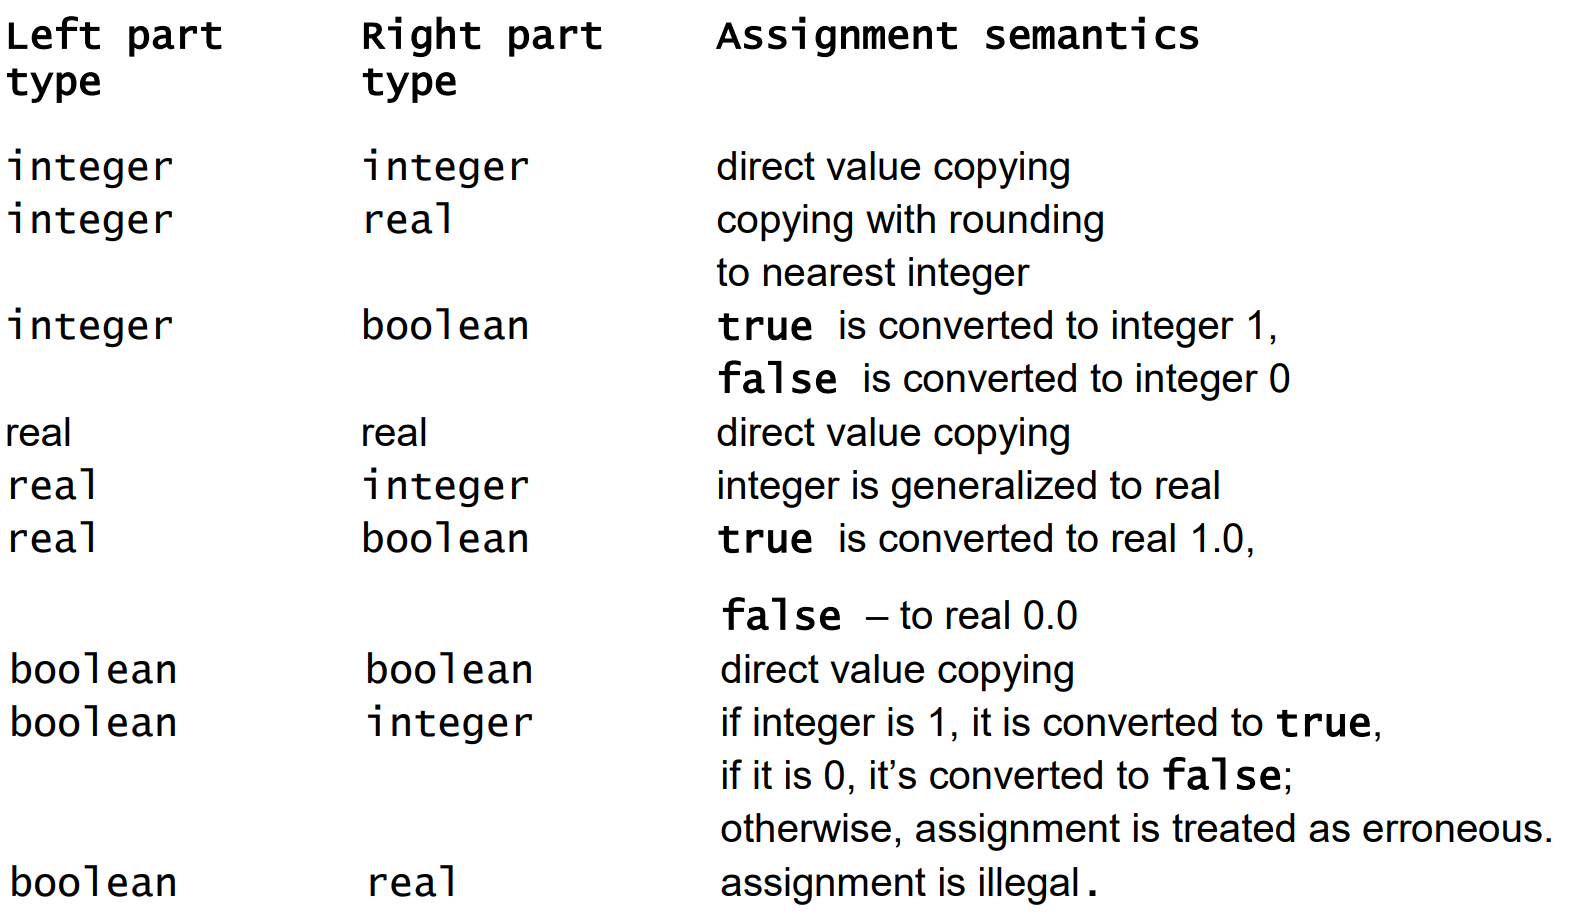 Left part Right part Assignment semantics
type type
integer integer direct value copying
integer real copying with rounding
to nearest integer
integer boolean true is converted to integer 1,
false is converted to integer 0
real real direct value copying
real integer integer is generalized to real
real boolean true is converted to real 1.0,
false – to real 0.0
boolean boolean direct value copying
boolean integer if integer is 1, it is converted to true,
if it is 0, it’s converted to false;
otherwise, assignment is treated as erroneous.
boolean real assignment is illegal.